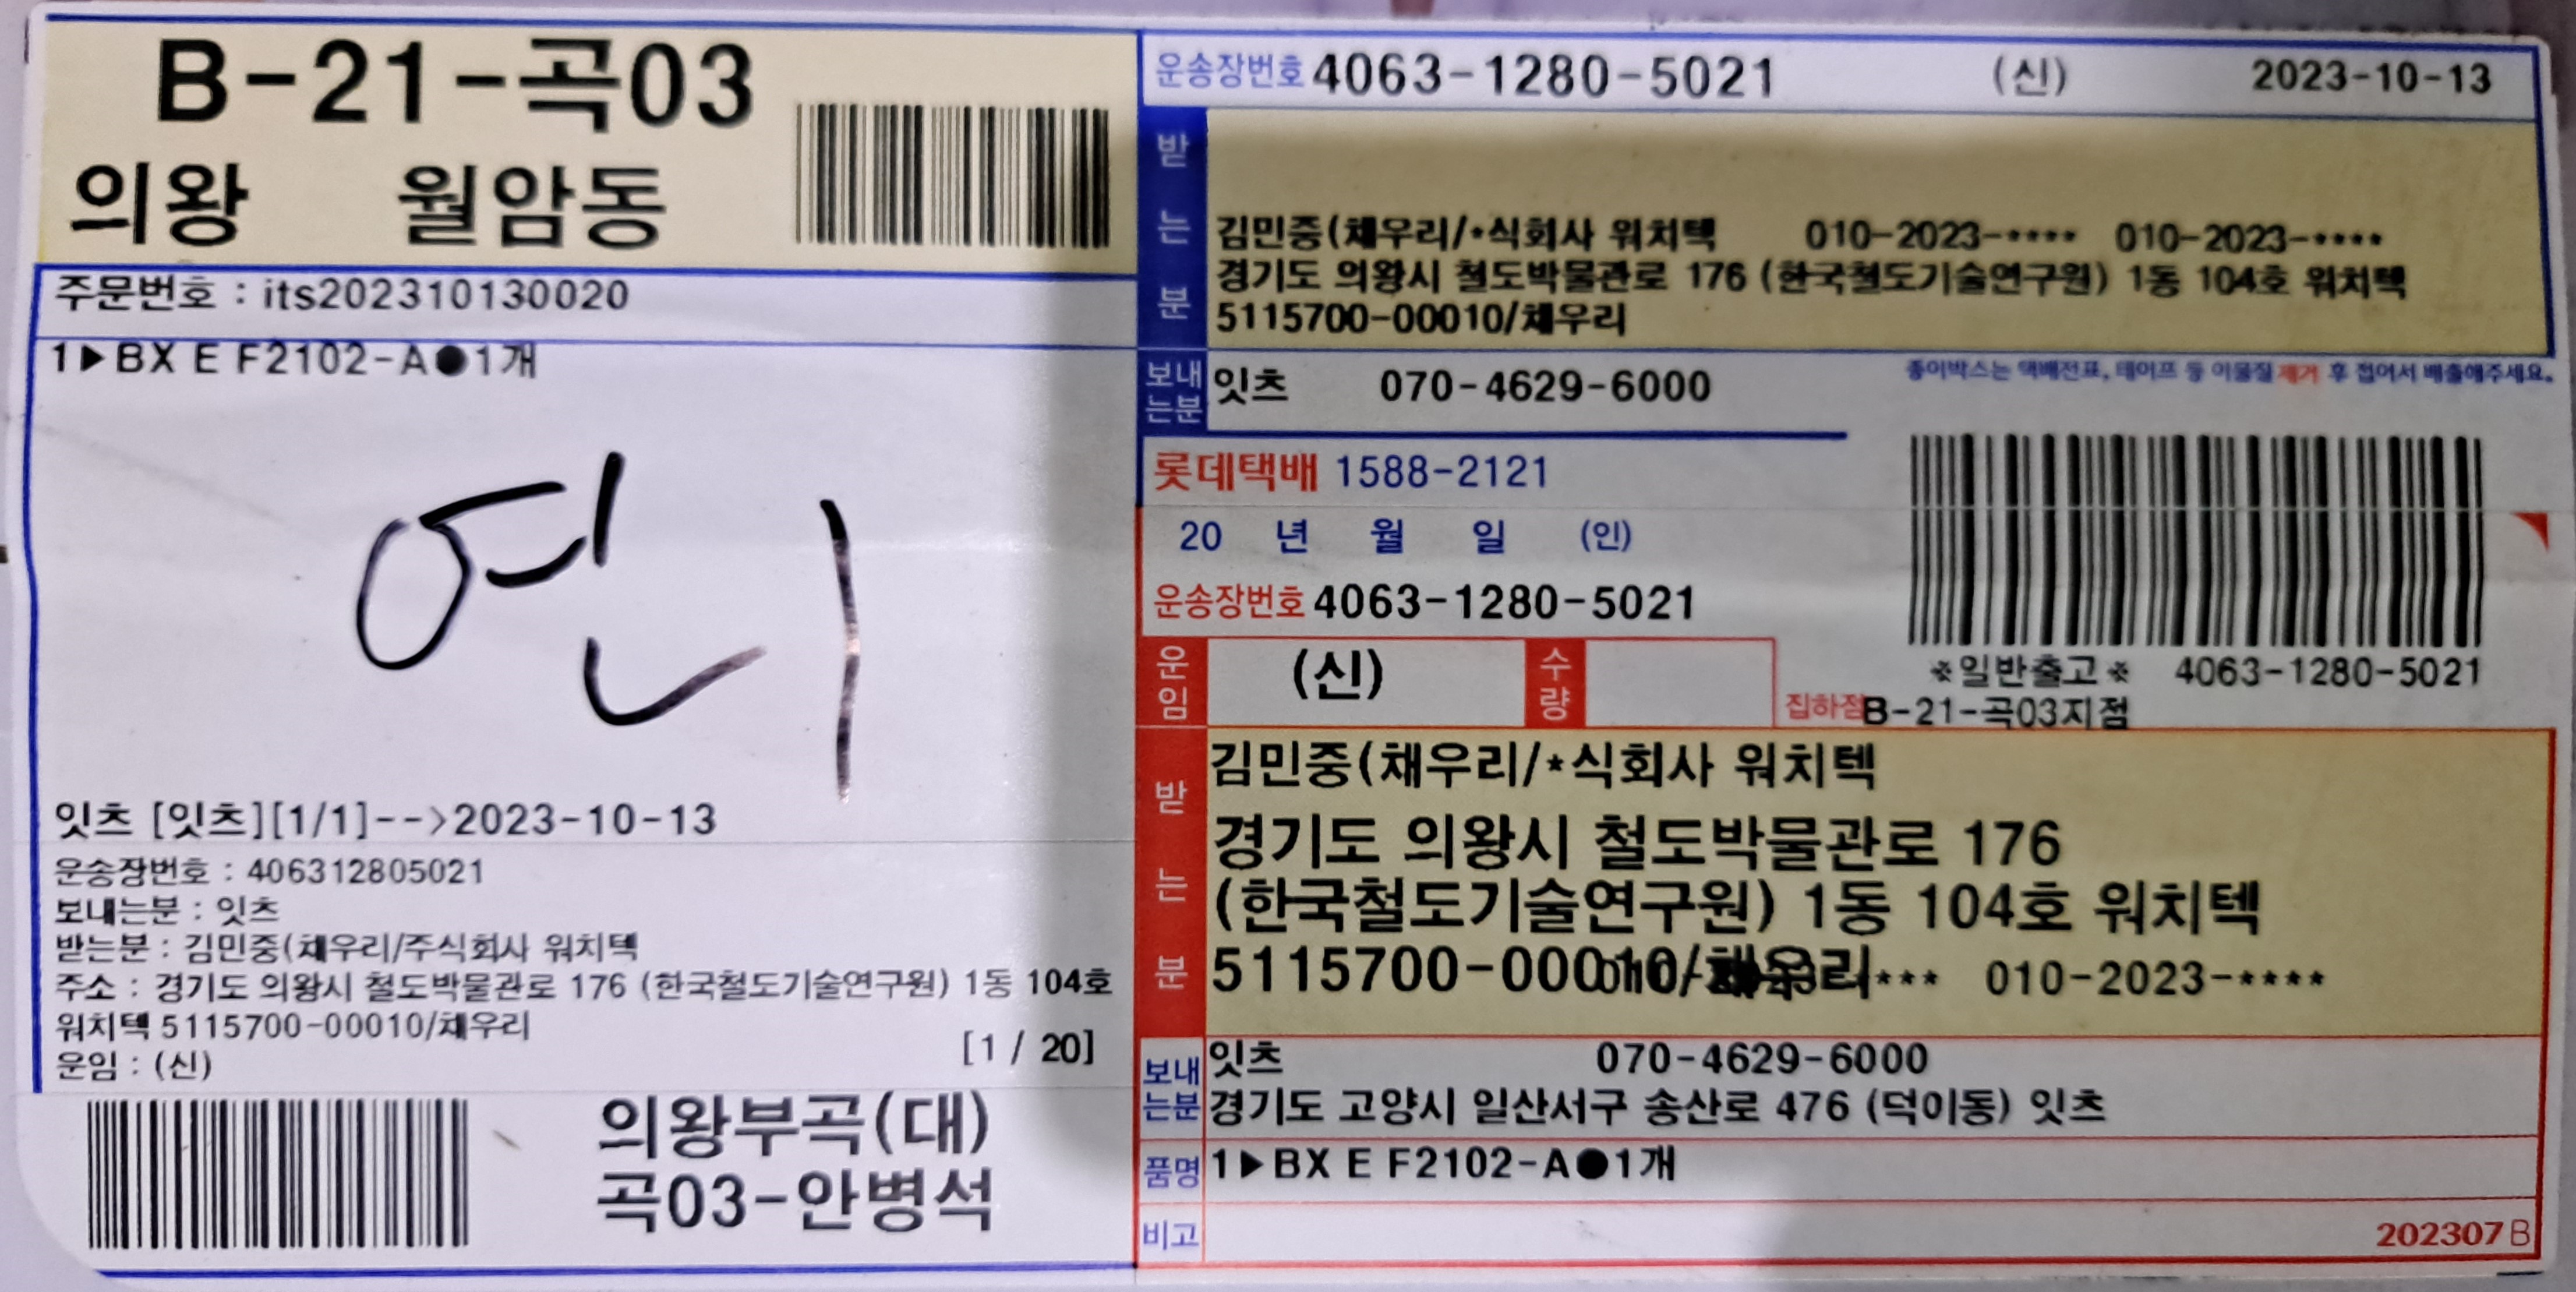 B-21-곡03
의왕 월암동
주문번호 : its202310130020
1▶BX E F2102-A●1개
연
잇츠 [잇츠][1/1]-->2023-10-13
운송장번호 : 406312805021
보내는분 : 잇츠
받는분 : 김민중(채우리/주식회사 워치텍
주소 : 경기도 의왕시 철도박물관로 176 (한국철도기술연구원) 1동 104호
워치텍 5115700-00010/채우리
운임 : (신)
[1 / 20]
의왕부곡(대)
곡03-안병석
운송장번호 4063-1280-5021 (신) 2023-10-13
받는분
김민중(채우리/*식회사 워치텍 010-2023-**** 010-2023-****
경기도 의왕시 철도박물관로 176 (한국철도기술연구원) 1동 104호 워치텍
5115700-00010/채우리
보내는분 잇츠 070-4629-6000
종이박스는 택배전표, 테이프 등 이물질 제거 후 접어서 배출해주세요.
롯데택배 1588-2121
20 년 월 일 (인)
운송장번호 4063-1280-5021
운임 (신) 수량
※일반출고※ 4063-1280-5021
집하점 B-21-곡03지점
받는분
김민중(채우리/*식회사 워치텍
경기도 의왕시 철도박물관로 176
(한국철도기술연구원) 1동 104호 워치텍
5115700-00010/채우리 *** 010-2023-****
보내는분 잇츠 070-4629-6000
경기도 고양시 일산서구 송산로 476 (덕이동) 잇츠
품명 1▶BX E F2102-A●1개
비고
202307 B